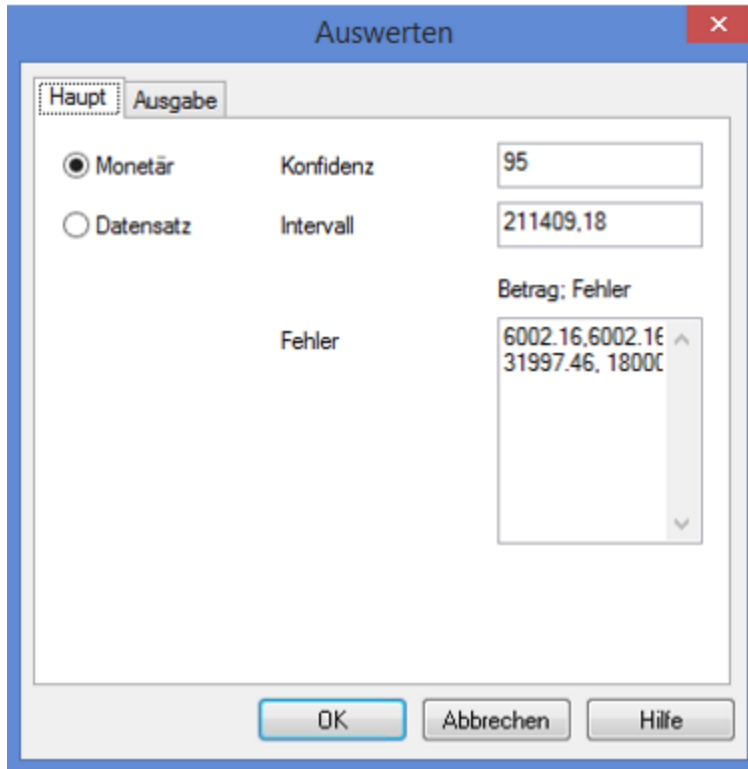 Auswerten
Haupt Ausgabe
Monetär Konfidenz 95
Datensatz Intervall 211409,18
Betrag; Fehler
Fehler 6002.16,6002.16
31997.46, 1800
OK Abbrechen Hilfe